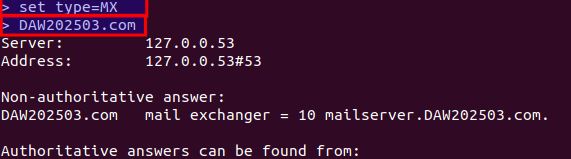 > set type=MX
> DAW202503.com
Server:         127.0.0.53
Address:        127.0.0.53#53
Non-authoritative answer:
DAW202503.com   mail exchanger = 10 mailserver.DAW202503.com.
Authoritative answers can be found from: